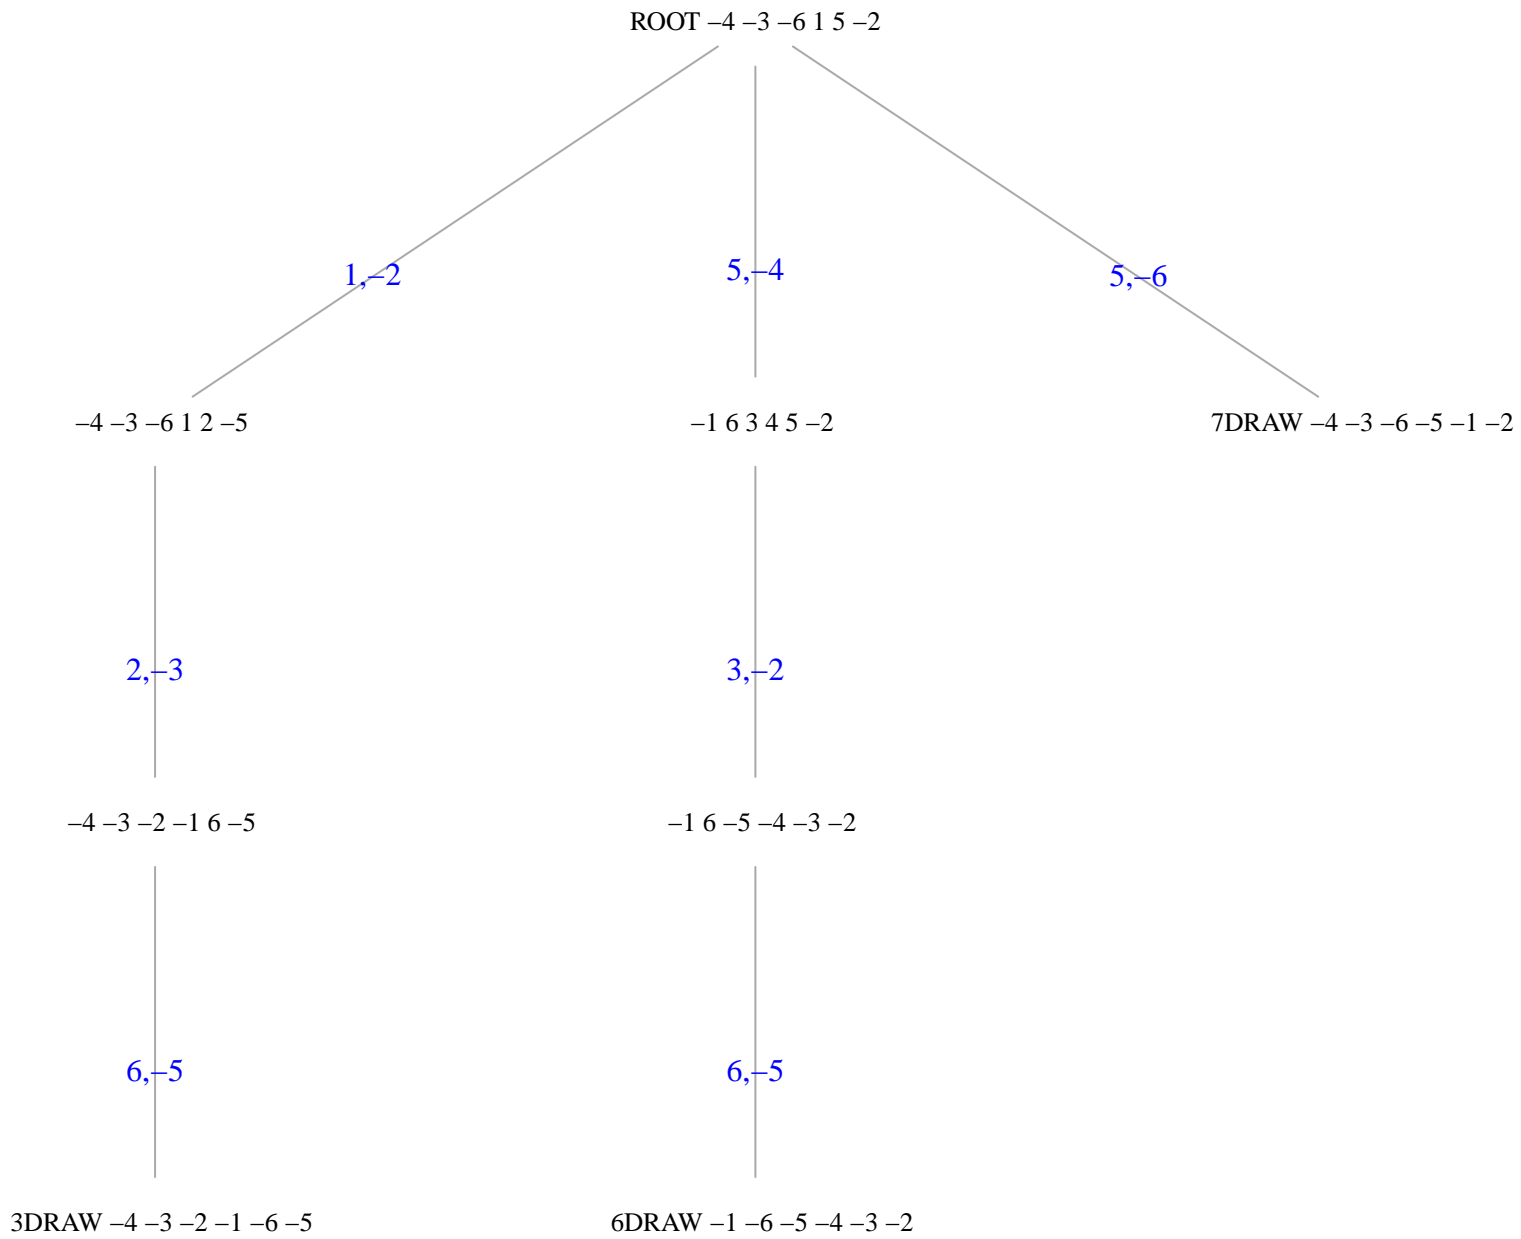 ROOT –4 –3 –6 1 5 –2
1,–2
5,–4
5,–6
–4 –3 –6 1 2 –5
–1 6 3 4 5 –2
7DRAW –4 –3 –6 –5 –1 –2
2,–3
3,–2
–4 –3 –2 –1 6 –5
–1 6 –5 –4 –3 –2
6,–5
6,–5
3DRAW –4 –3 –2 –1 –6 –5
6DRAW –1 –6 –5 –4 –3 –2